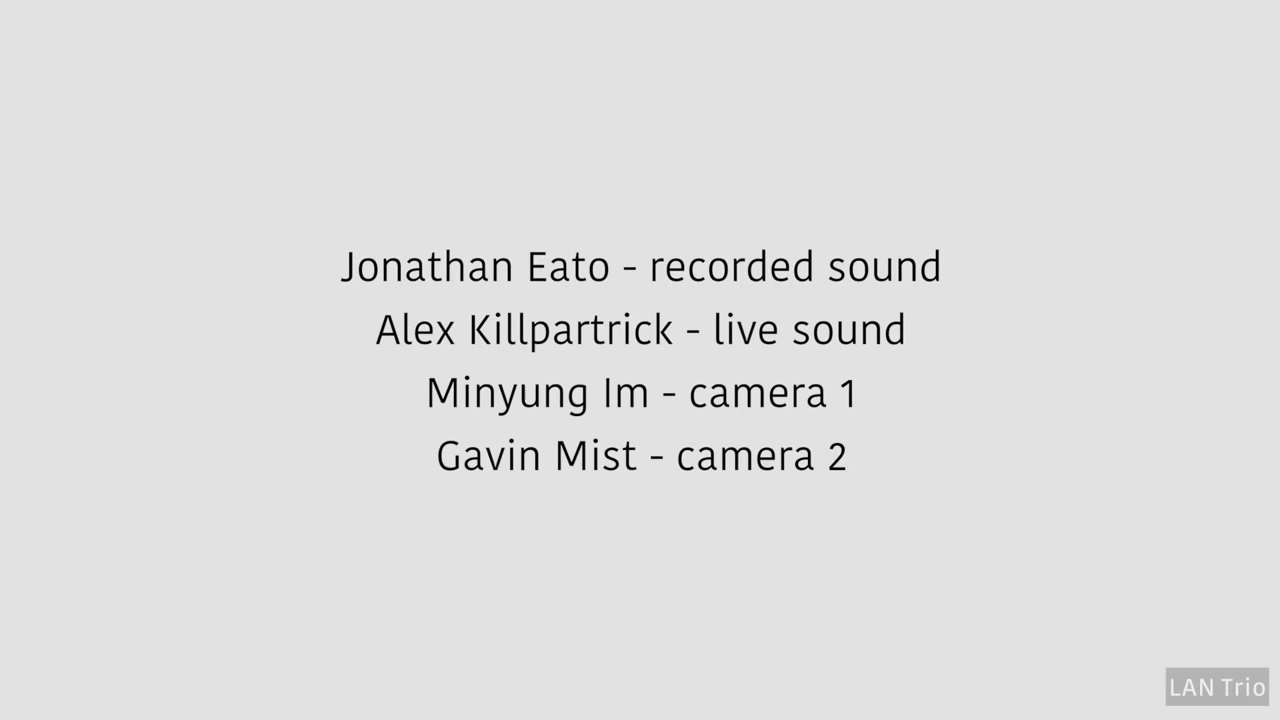 Jonathan Eato - recorded sound
Alex Killpartrick - live sound
Minyung Im - camera 1
Gavin Mist - camera 2
LAN Trio